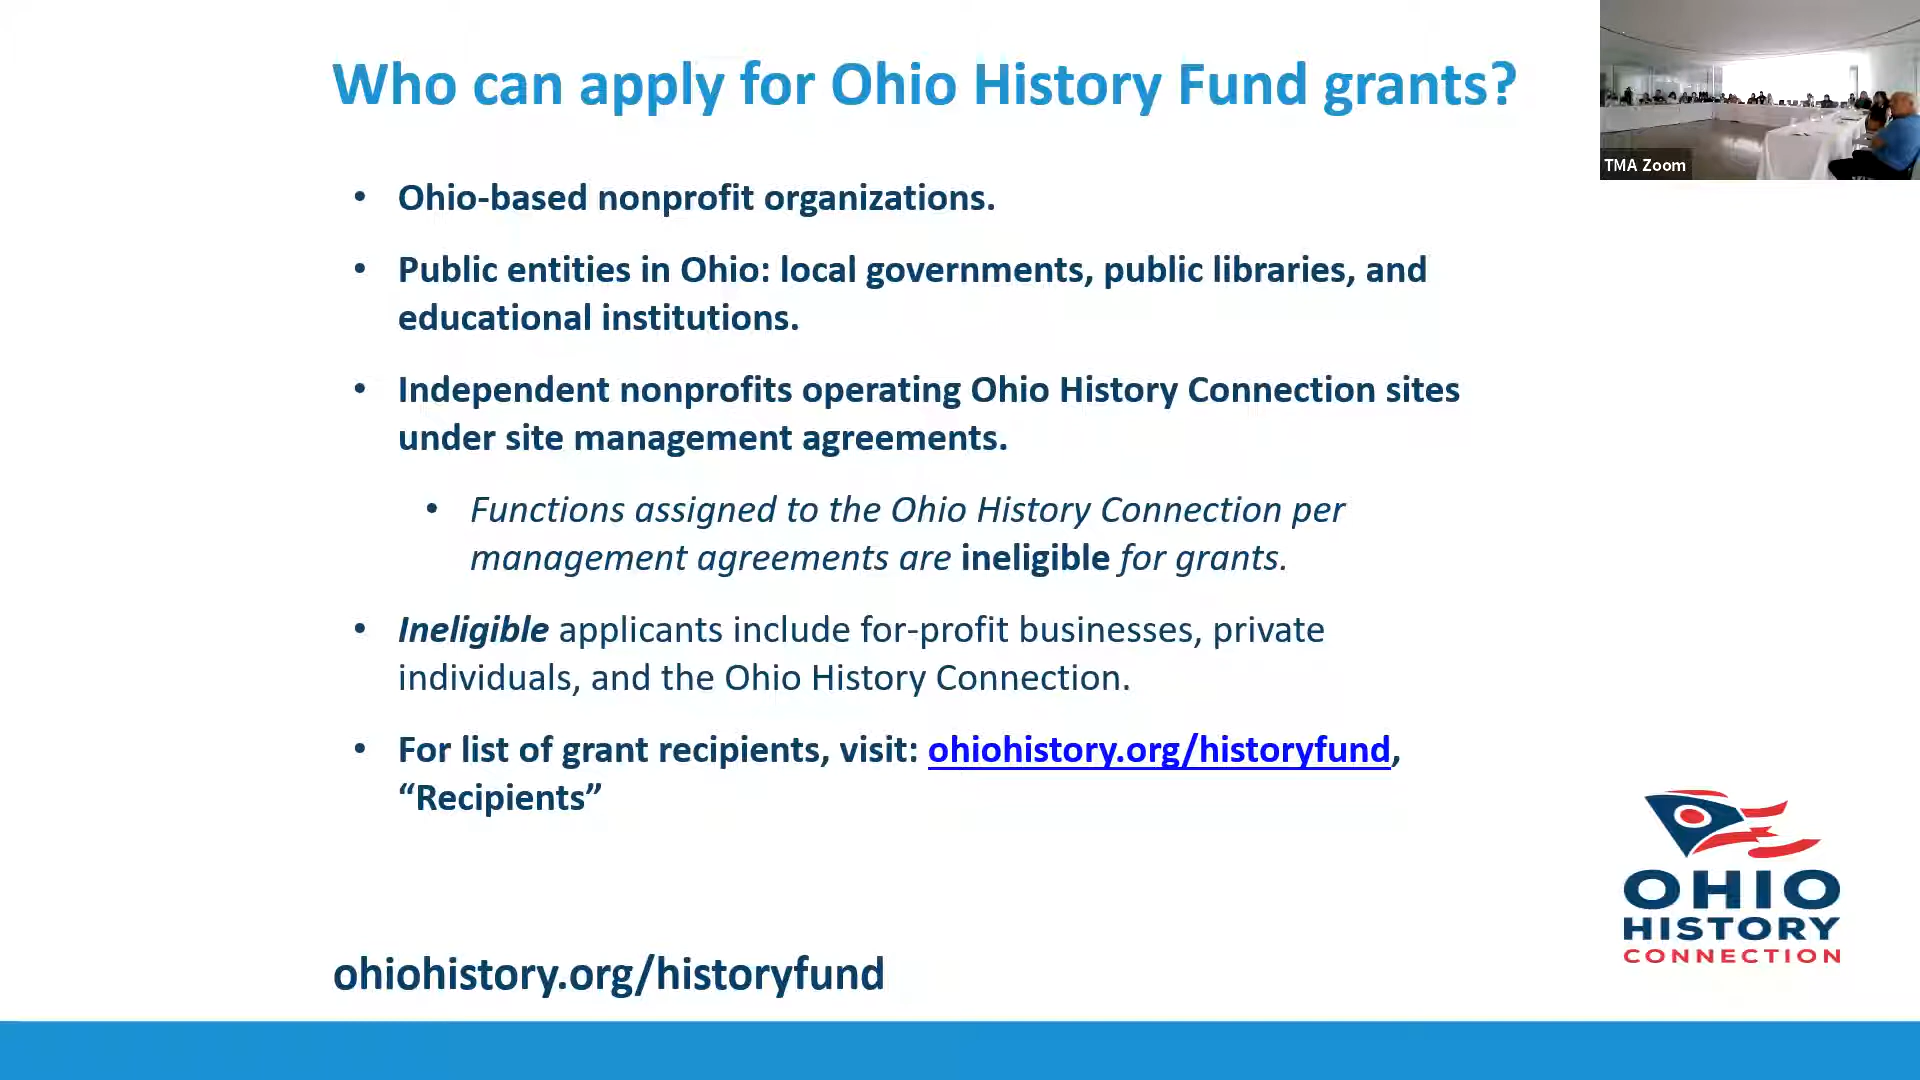 Who can apply for Ohio History Fund grants?
TMA Zoom
• Ohio-based nonprofit organizations.
• Public entities in Ohio: local governments, public libraries, and
educational institutions.
• Independent nonprofits operating Ohio History Connection sites
under site management agreements.
• Functions assigned to the Ohio History Connection per
management agreements are ineligible for grants.
• Ineligible applicants include for-profit businesses, private
individuals, and the Ohio History Connection.
• For list of grant recipients, visit: ohiohistory.org/historyfund,
“Recipients”
OHIO
HISTORY
CONNECTION
ohiohistory.org/historyfund